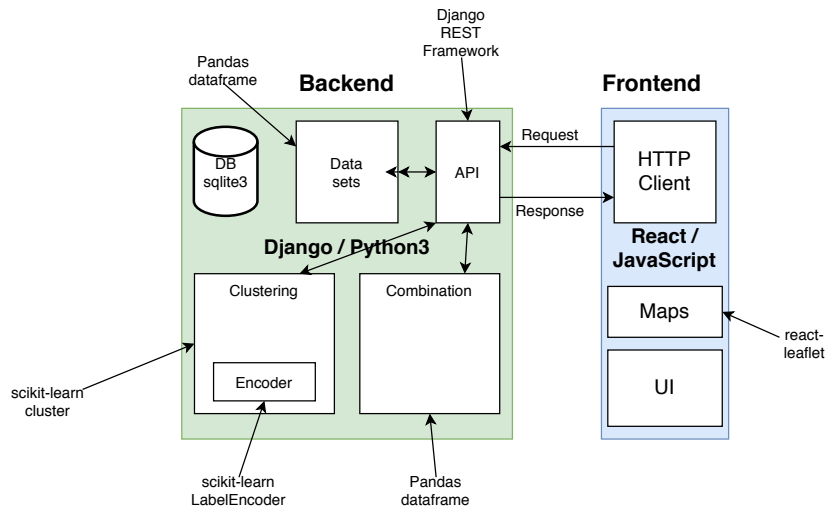 Django
REST
Framework
Pandas
dataframe
Backend
Frontend
DB
sqlite3
Data
sets
API
Request
Response
HTTP
Client
Django / Python3
React /
JavaScript
Clustering
Combination
Maps
react-
leaflet
Encoder
UI
scikit-learn
cluster
scikit-learn
LabelEncoder
Pandas
dataframe